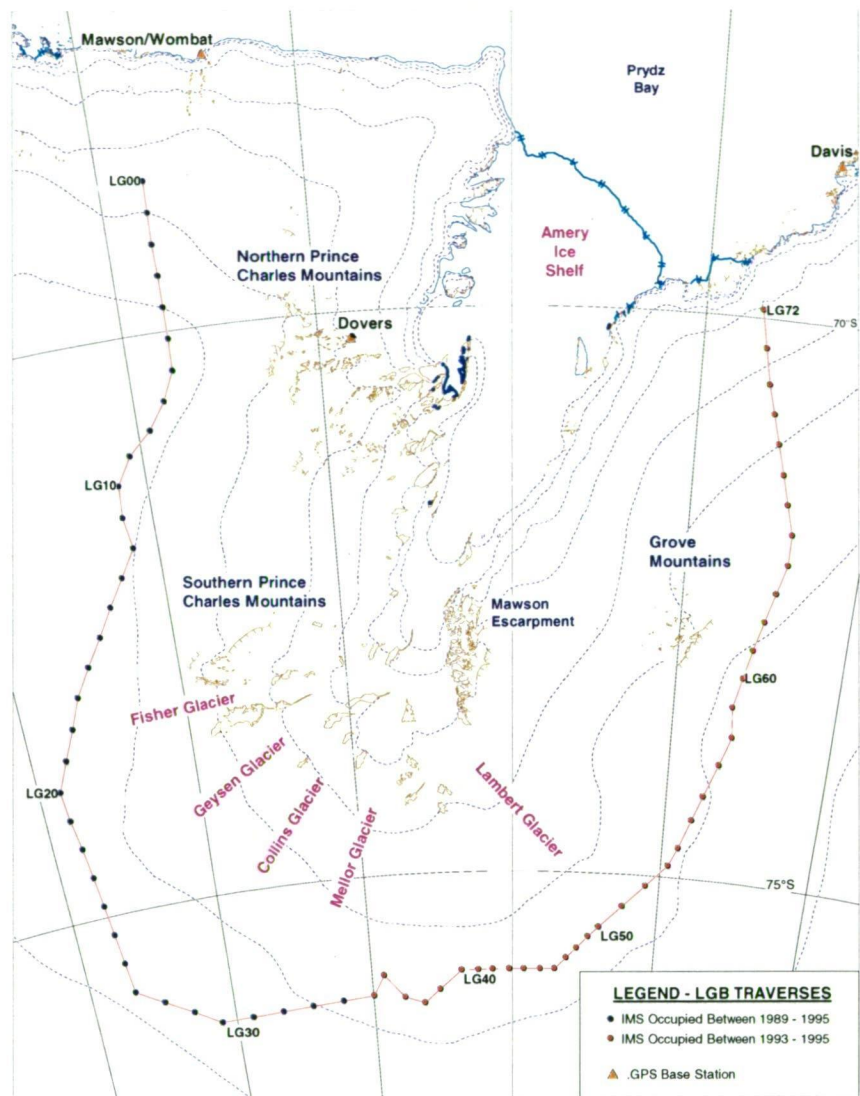 Mawson/Wombat
Prydz
Bay
Davis
LG00
Amery
Ice
Shelf
Northern Prince
Charles Mountains
Dovers
LG72
70°S
LG10
Grove
Mountains
Southern Prince
Charles Mountains
Mawson
Escarpment
LG60
Fisher Glacier
Geysen Glacier
LG20
Collins Glacier
Mellor Glacier
Lambert Glacier
75°S
LG50
LG40
LG30
LEGEND - LGB TRAVERSES
IMS Occupied Between 1989 - 1995
IMS Occupied Between 1993 - 1995
.GPS Base Station